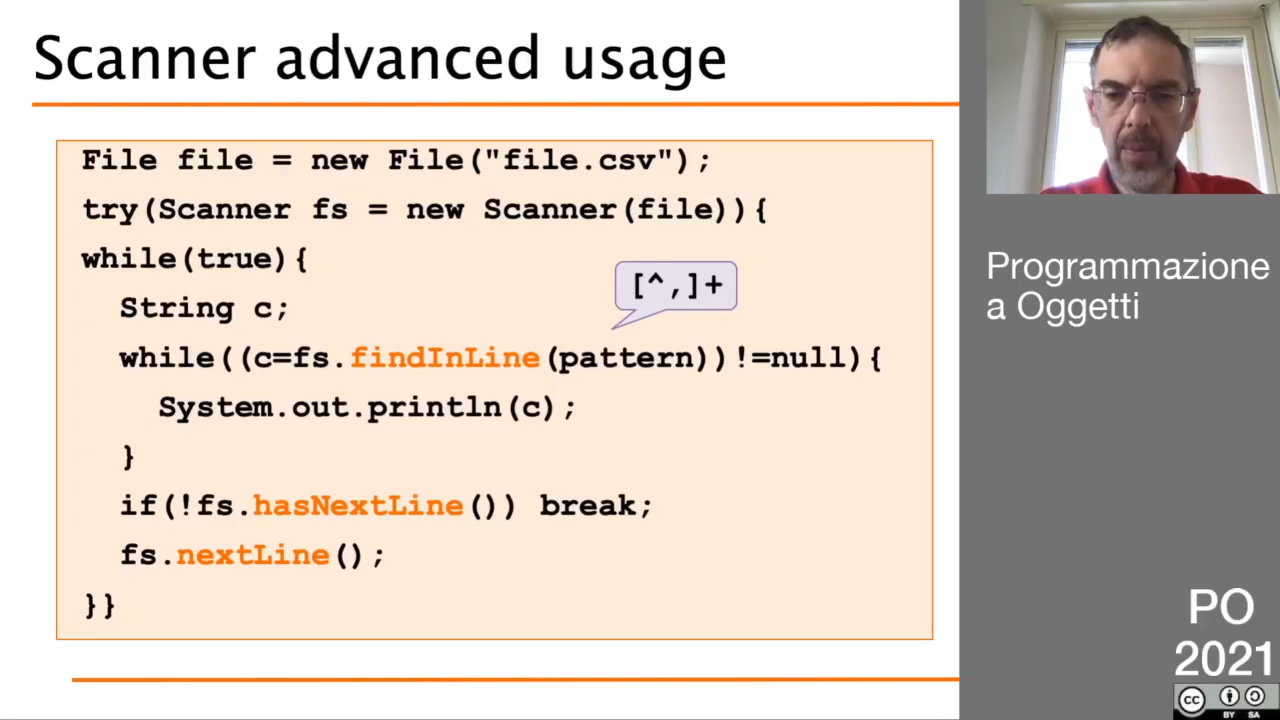 Scanner advanced usage
File file = new File("file.csv");
try(Scanner fs = new Scanner(file)){
while(true){
[^,]+
String c;
while((c=fs.findInLine(pattern))!=null){
System.out.println(c);
}
if(!fs.hasNextLine()) break;
fs.nextLine();
}}
Programmazione
a Oggetti
PO
2021
cc
BY SA